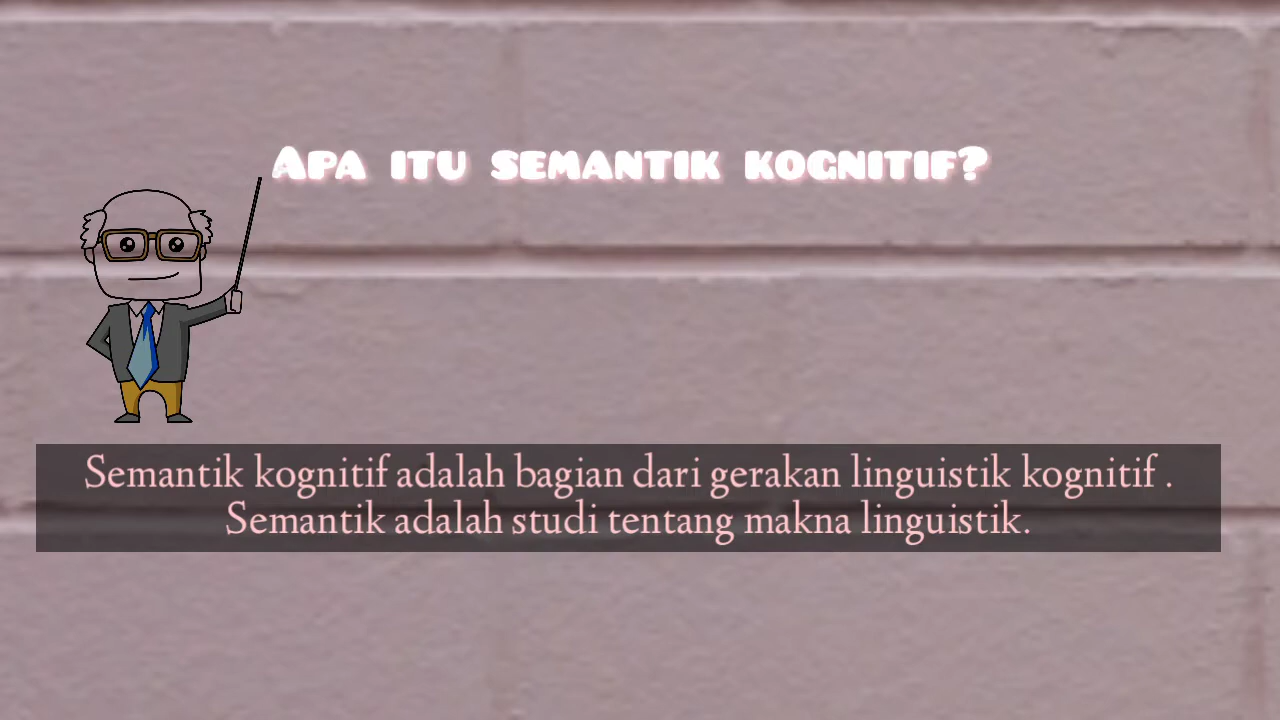 Apa itu semantik kognitif?
Semantik kognitif adalah bagian dari gerakan linguistik kognitif .
Semantik adalah studi tentang makna linguistik.